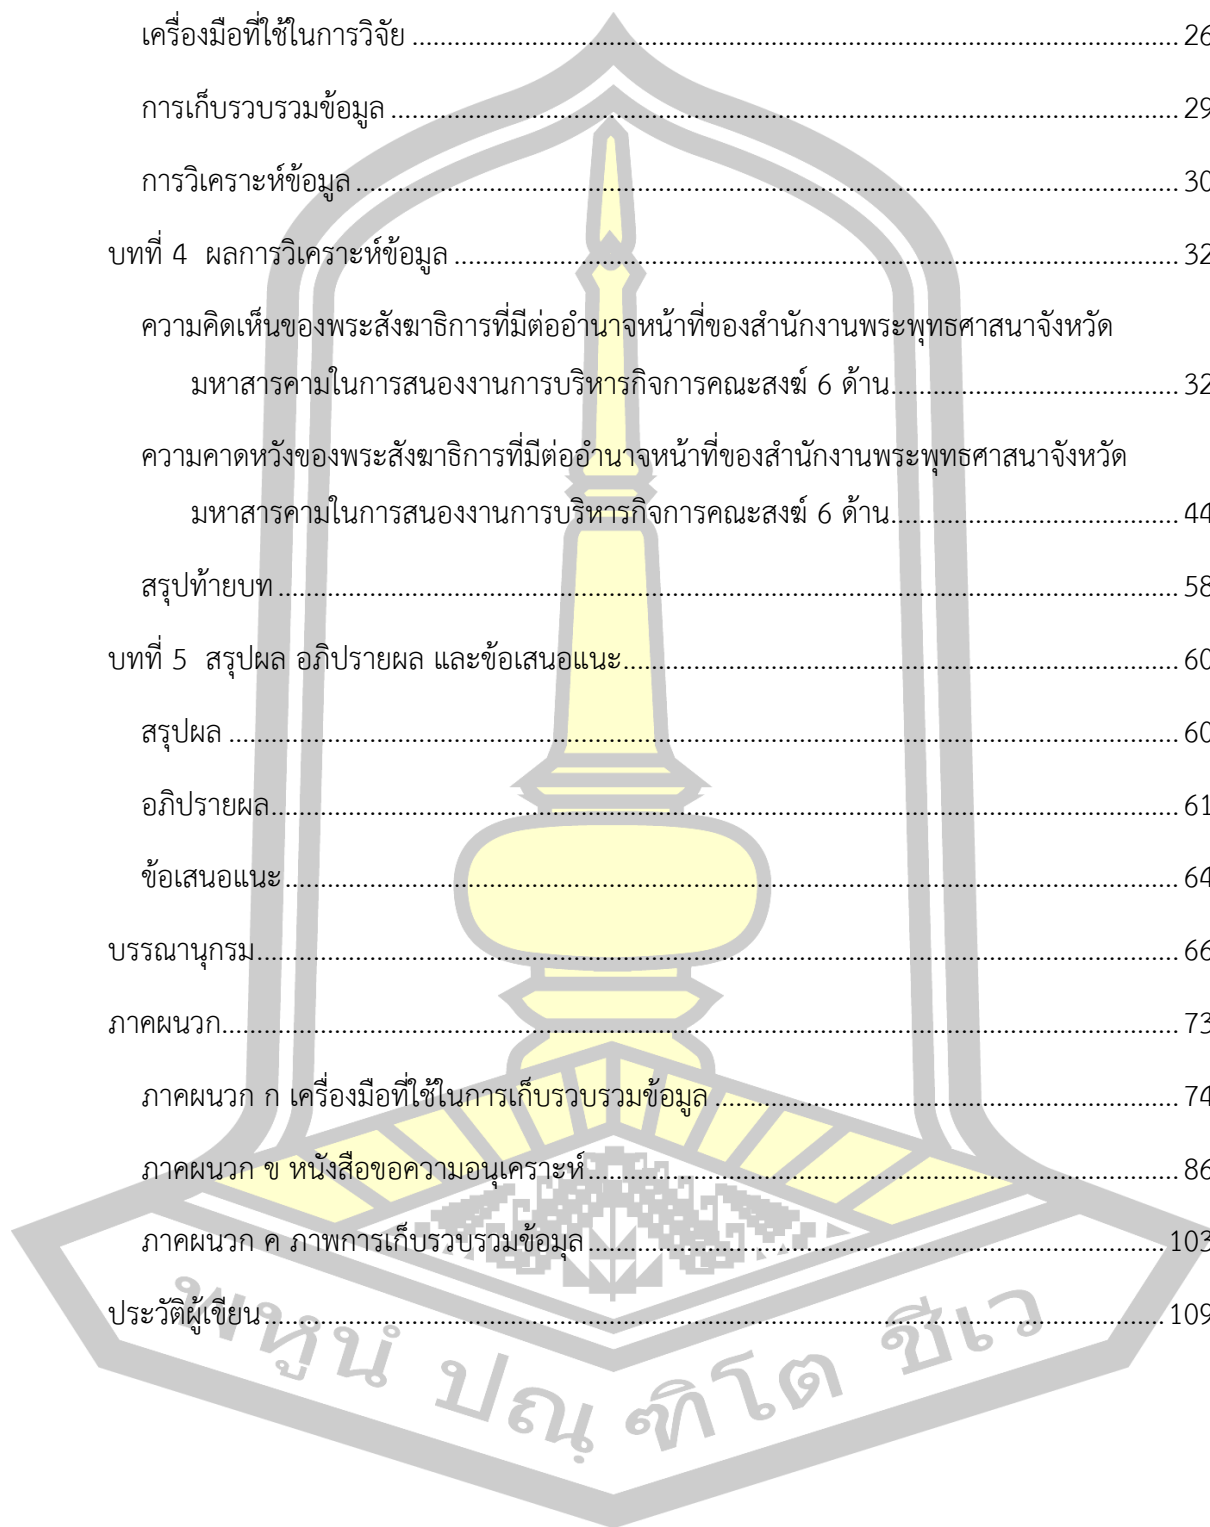 เครื่องมือที่ใช้ในการวิจัย ........ 26
การเก็บรวบรวมข้อมูล ........ 29
การวิเคราะห์ข้อมูล ........ 30
บทที่ 4 ผลการวิเคราะห์ข้อมูล ........ 32
ความคิดเห็นของพระสังฆาธิการที่มีต่ออำนาจหน้าที่ของสำนักงานพระพุทธศาสนาจังหวัด
มหาสารคามในการสนองงานการบริหารกิจการคณะสงฆ์ 6 ด้าน ........ 32
ความคาดหวังของพระสังฆาธิการที่มีต่ออำนาจหน้าที่ของสำนักงานพระพุทธศาสนาจังหวัด
มหาสารคามในการสนองงานการบริหารกิจการคณะสงฆ์ 6 ด้าน ........ 44
สรุปท้ายบท ........ 58
บทที่ 5 สรุปผล อภิปรายผล และข้อเสนอแนะ ........ 60
สรุปผล ........ 60
อภิปรายผล ........ 61
ข้อเสนอแนะ ........ 64
บรรณานุกรม ........ 66
ภาคผนวก ........ 73
ภาคผนวก ก เครื่องมือที่ใช้ในการเก็บรวบรวมข้อมูล ........ 74
ภาคผนวก ข หนังสือขอความอนุเคราะห์ ........ 86
ภาคผนวก ค ภาพการเก็บรวบรวมข้อมุล ........ 103
ประวัติผู้เขียน ........ 109
พหูนํ ปณฺฑิโต ชีเว